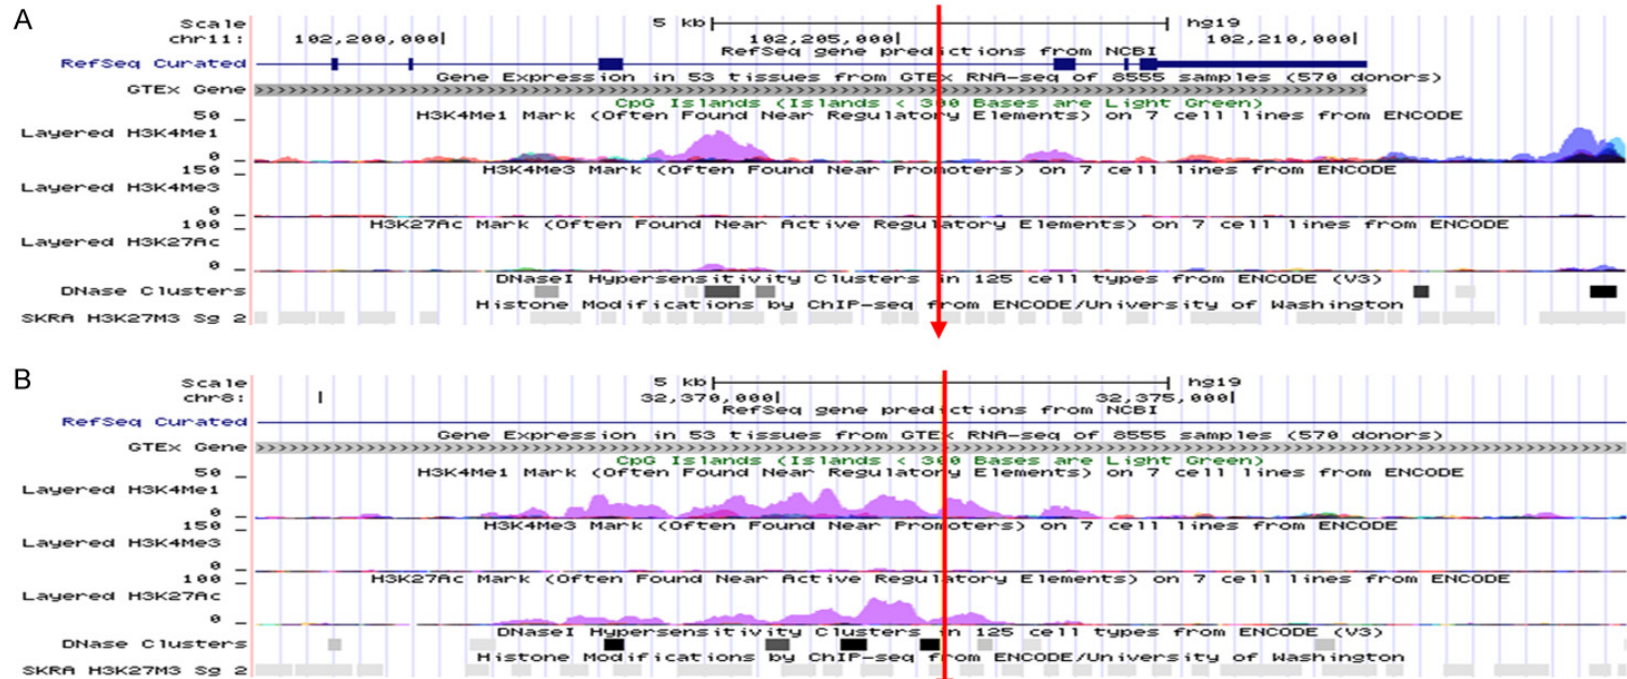 A
Scale 5 kb hg19
chr11: 102,200,000 102,205,000 102,210,000
RefSeq gene predictions from NCBI
RefSeq Curated
Gene Expression in 53 tissues from GTEx RNA-seq of 8555 samples (570 donors)
GTEx Gene
CpG Islands (Islands < 300 Bases are Light Green)
50 H3K4Me1 Mark (Often Found Near Regulatory Elements) on 7 cell lines from ENCODE
Layered H3K4Me1
0
150 H3K4Me3 Mark (Often Found Near Promoters) on 7 cell lines from ENCODE
Layered H3K4Me3
0
100 H3K27Ac Mark (Often Found Near Active Regulatory Elements) on 7 cell lines from ENCODE
Layered H3K27Ac
0
DNaseI Hypersensitivity Clusters in 125 cell types from ENCODE (V3)
DNase Clusters
Histone Modifications by ChIP-seq from ENCODE/University of Washington
SKRA H3K27M3 Sg 2
B
Scale 5 kb hg19
chr8: 32,370,000 32,375,000
RefSeq gene predictions from NCBI
RefSeq Curated
Gene Expression in 53 tissues from GTEx RNA-seq of 8555 samples (570 donors)
GTEx Gene
CpG Islands (Islands < 300 Bases are Light Green)
50 H3K4Me1 Mark (Often Found Near Regulatory Elements) on 7 cell lines from ENCODE
Layered H3K4Me1
0
150 H3K4Me3 Mark (Often Found Near Promoters) on 7 cell lines from ENCODE
Layered H3K4Me3
0
100 H3K27Ac Mark (Often Found Near Active Regulatory Elements) on 7 cell lines from ENCODE
Layered H3K27Ac
0
DNaseI Hypersensitivity Clusters in 125 cell types from ENCODE (V3)
DNase Clusters
Histone Modifications by ChIP-seq from ENCODE/University of Washington
SKRA H3K27M3 Sg 2